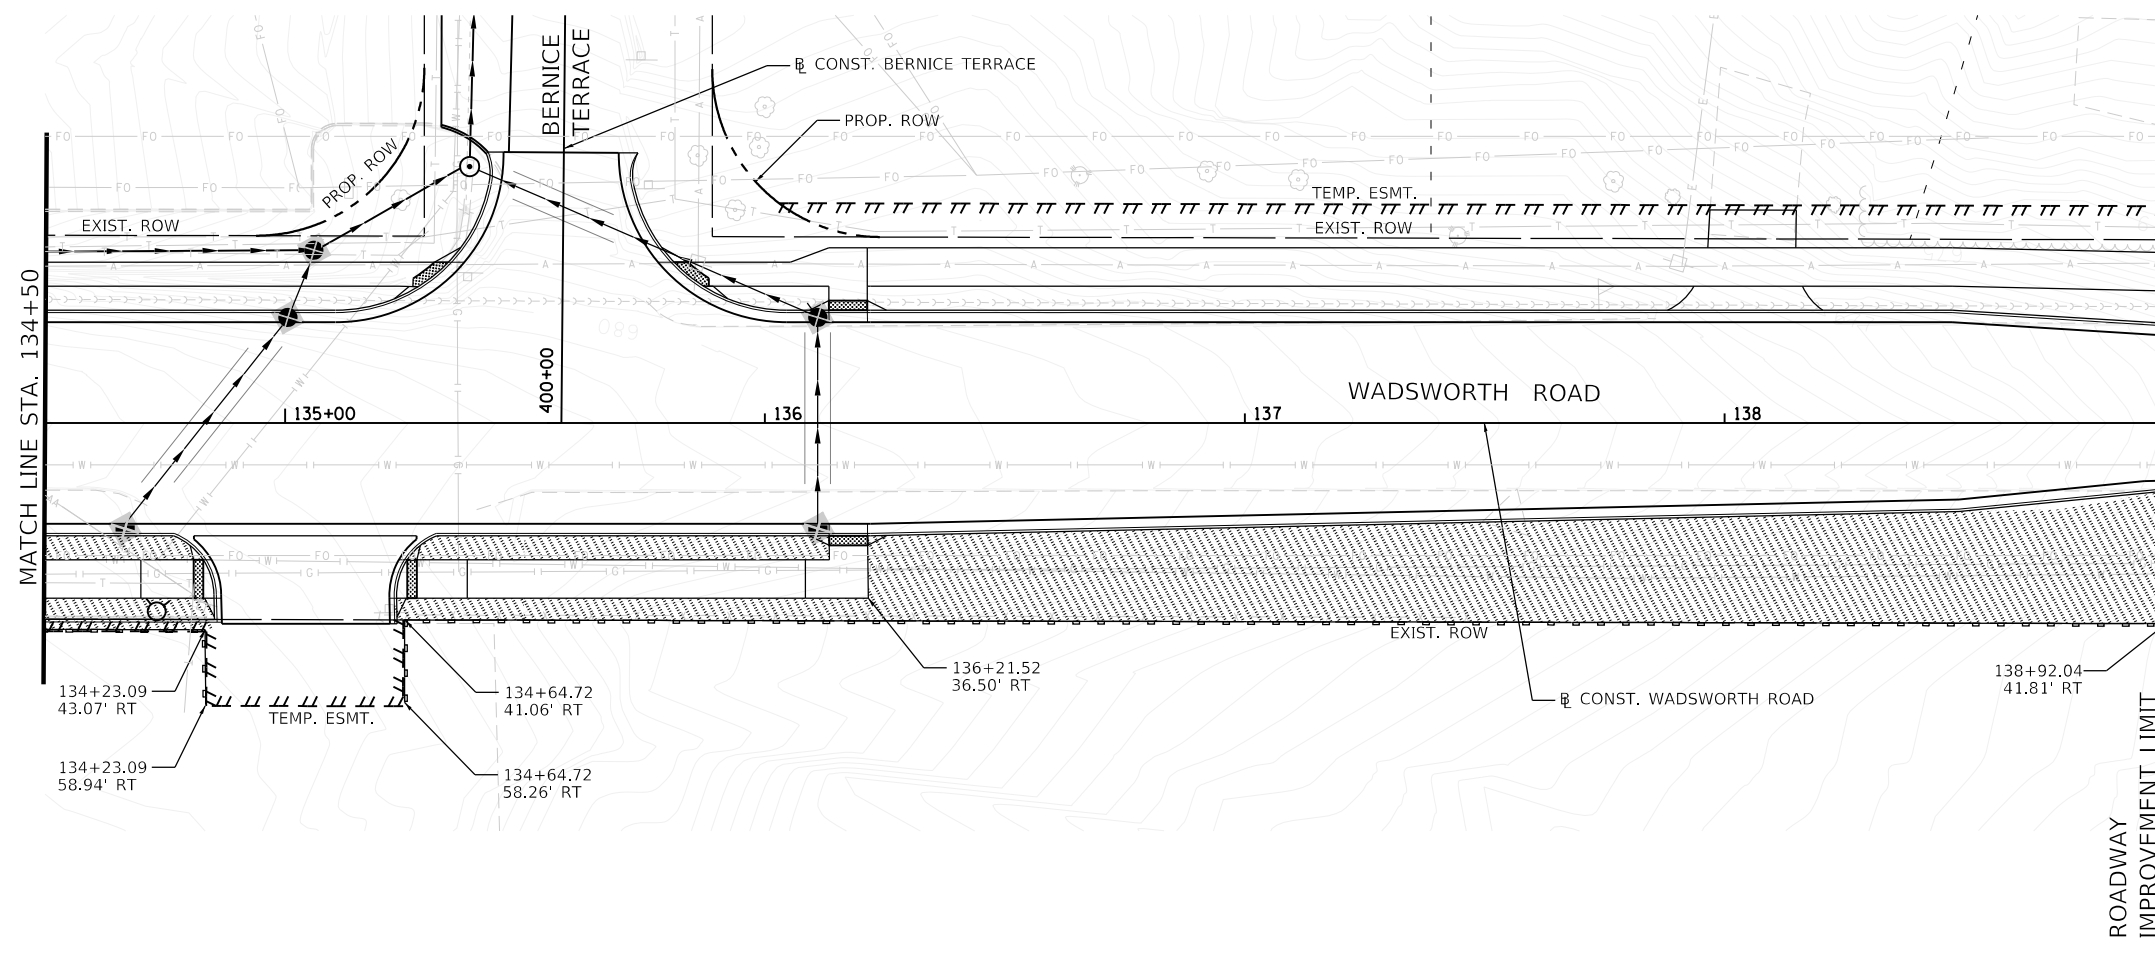 BERNICE
TERRACE
℄ CONST. BERNICE TERRACE
PROP. ROW
PROP. ROW
TEMP. ESMT.
EXIST. ROW
EXIST. ROW
MATCH LINE STA. 134+50
400+00
WADSWORTH ROAD
135+00
136
137
138
680
675
EXIST. ROW
134+23.09
43.07' RT
134+64.72
41.06' RT
136+21.52
36.50' RT
138+92.04
41.81' RT
℄ CONST. WADSWORTH ROAD
TEMP. ESMT.
134+23.09
58.94' RT
134+64.72
58.26' RT
ROADWAY
IMPROVEMENT LIMIT